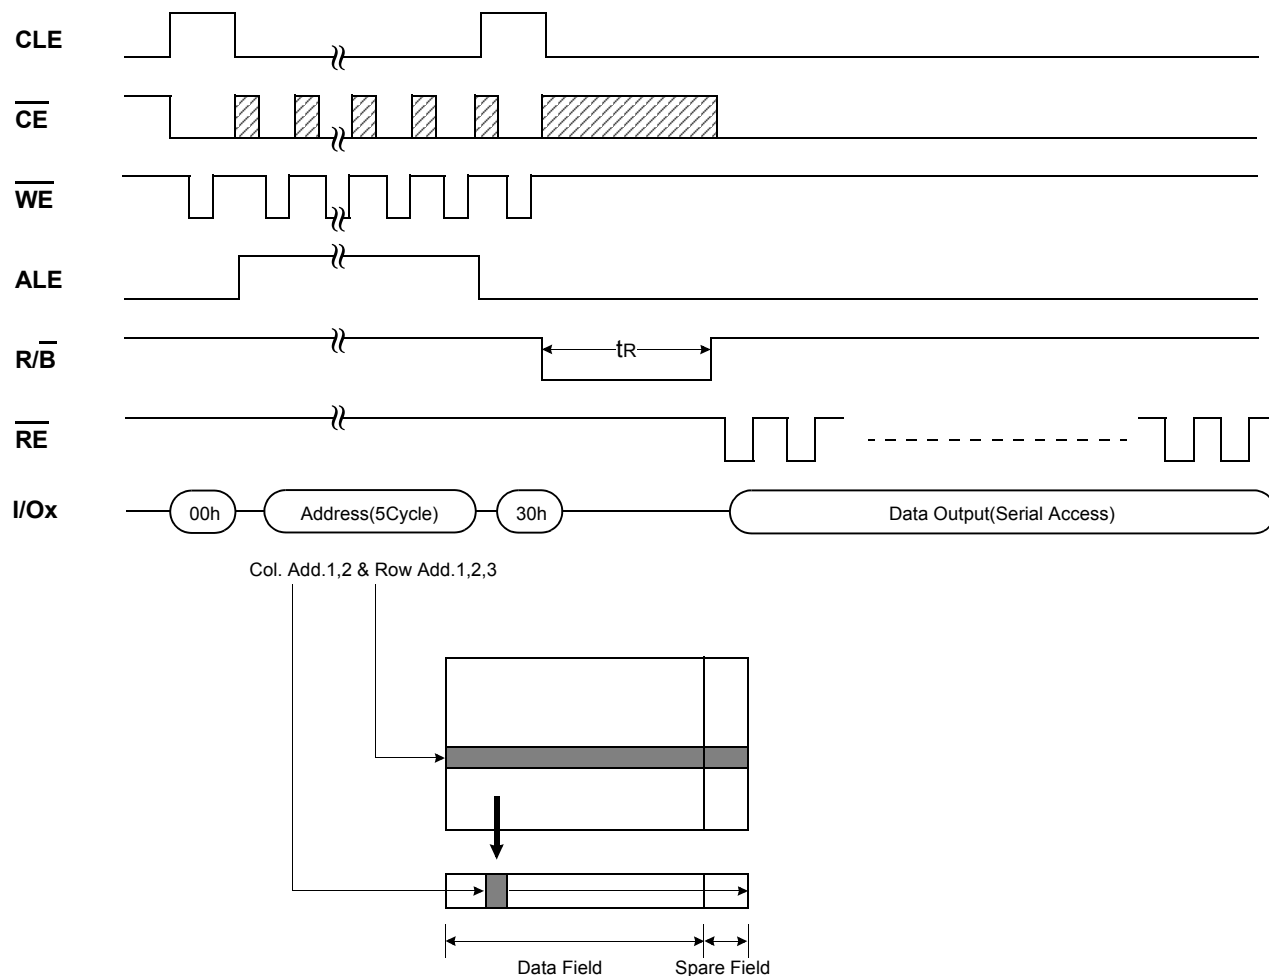 CLE
CE
WE
ALE
R/B
tR
RE
I/Ox
00h
Address(5Cycle)
30h
Data Output(Serial Access)
Col. Add.1,2 & Row Add.1,2,3
Data Field
Spare Field